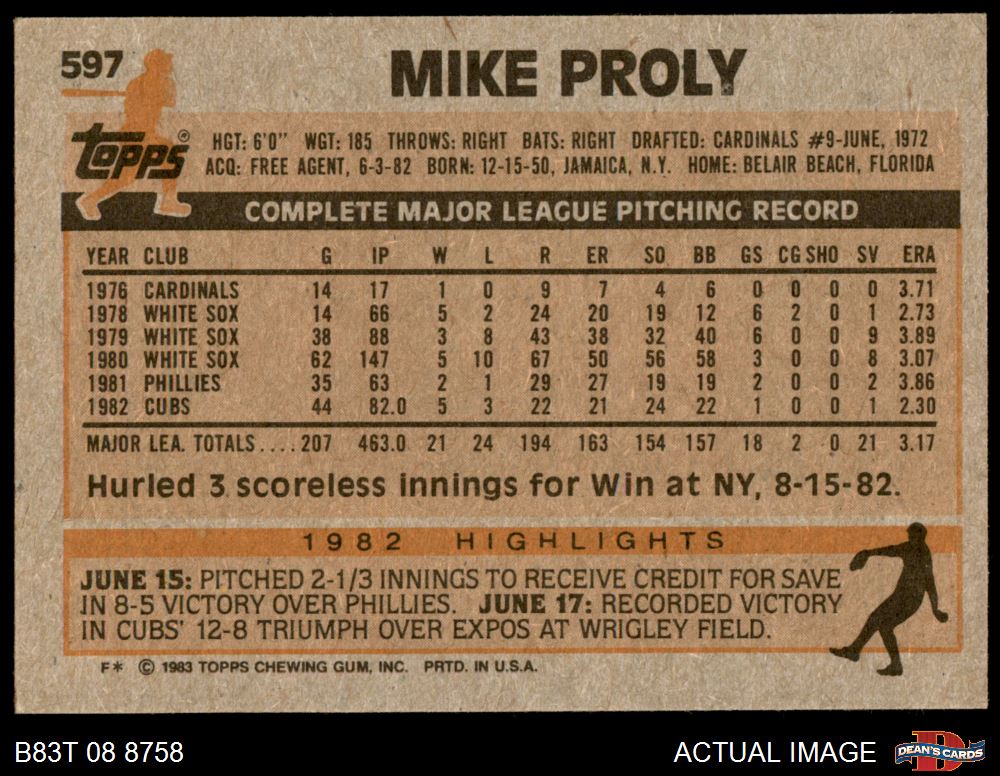 597
MIKE PROLY
Topps®
HGT: 6'0" WGT: 185 THROWS: RIGHT BATS: RIGHT DRAFTED: CARDINALS #9-JUNE, 1972
ACQ: FREE AGENT, 6-3-82 BORN: 12-15-50, JAMAICA, N.Y. HOME: BELAIR BEACH, FLORIDA
COMPLETE MAJOR LEAGUE PITCHING RECORD
YEAR CLUB G IP W L R ER SO BB GS CG SHO SV ERA
1976 CARDINALS 14 17 1 0 9 7 4 6 0 0 0 0 3.71
1978 WHITE SOX 14 66 5 2 24 20 19 12 6 2 0 1 2.73
1979 WHITE SOX 38 88 3 8 43 38 32 40 6 0 0 9 3.89
1980 WHITE SOX 62 147 5 10 67 50 56 58 3 0 0 8 3.07
1981 PHILLIES 35 63 2 1 29 27 19 19 2 0 0 2 3.86
1982 CUBS 44 82.0 5 3 22 21 24 22 1 0 0 1 2.30
MAJOR LEA. TOTALS....207 463.0 21 24 194 163 154 157 18 2 0 21 3.17
Hurled 3 scoreless innings for Win at NY, 8-15-82.
1982 HIGHLIGHTS
JUNE 15: PITCHED 2-1/3 INNINGS TO RECEIVE CREDIT FOR SAVE
IN 8-5 VICTORY OVER PHILLIES. JUNE 17: RECORDED VICTORY
IN CUBS' 12-8 TRIUMPH OVER EXPOS AT WRIGLEY FIELD.
F* © 1983 TOPPS CHEWING GUM, INC. PRTD. IN U.S.A.
B83T 08 8758
ACTUAL IMAGE
D
DEAN'S CARDS